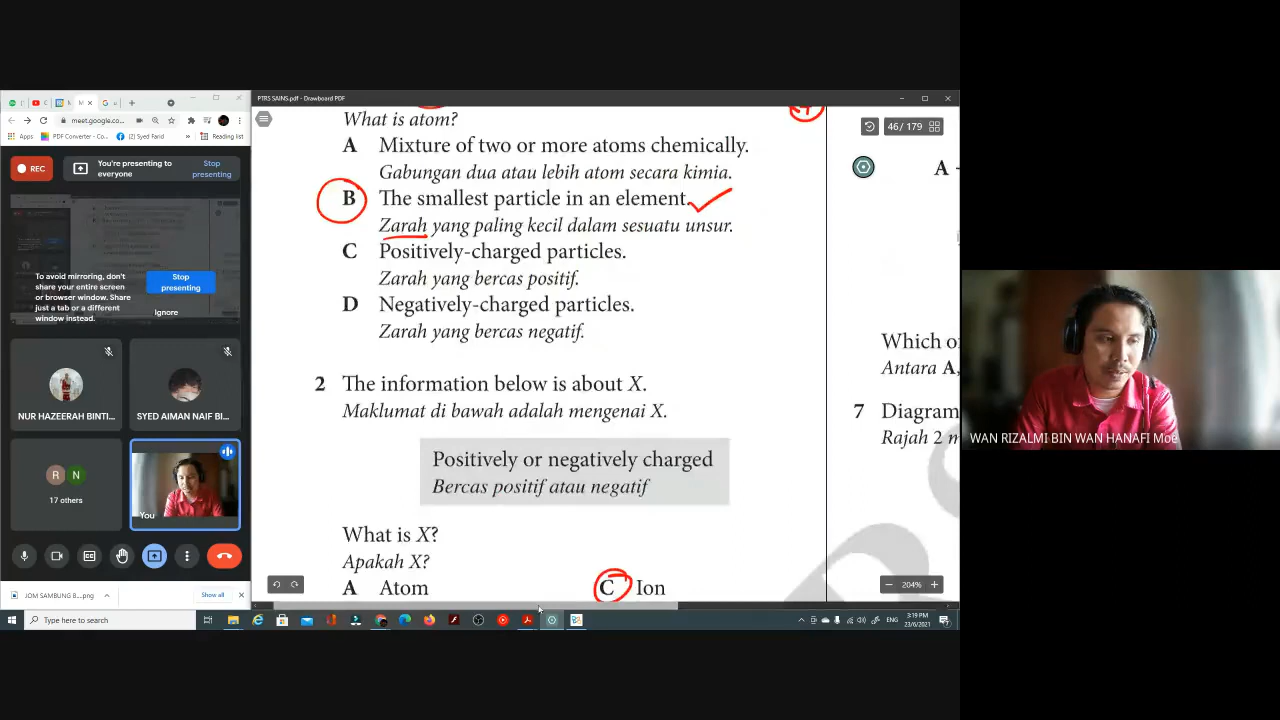 meet.google.co...
Apps
PDF Converter - Co...
(2) Syed Farid
Reading list
REC
You're presenting to everyone
Stop presenting
To avoid mirroring, don't share your entire screen or browser window. Share just a tab or a different window instead.
Stop presenting
Ignore
NUR HAZEERAH BINTI...
SYED AIMAN NAIF BI...
R
N
17 others
You
JOM SAMBUNG B....png
Show all
Type here to search
PTRS SAINS.pdf - Drawboard PDF
46 / 179
What is atom?
A Mixture of two or more atoms chemically.
Gabungan dua atau lebih atom secara kimia.
B The smallest particle in an element.
Zarah yang paling kecil dalam sesuatu unsur.
C Positively-charged particles.
Zarah yang bercas positif.
D Negatively-charged particles.
Zarah yang bercas negatif.
2 The information below is about X.
Maklumat di bawah adalah mengenai X.
Positively or negatively charged
Bercas positif atau negatif
What is X?
Apakah X?
A Atom
C Ion
A
Which o
Antara A,
7 Diagram
Rajah 2 m
204%
ENG
3:19 PM
23/6/2021
WAN RIZALMI BIN WAN HANAFI Moe